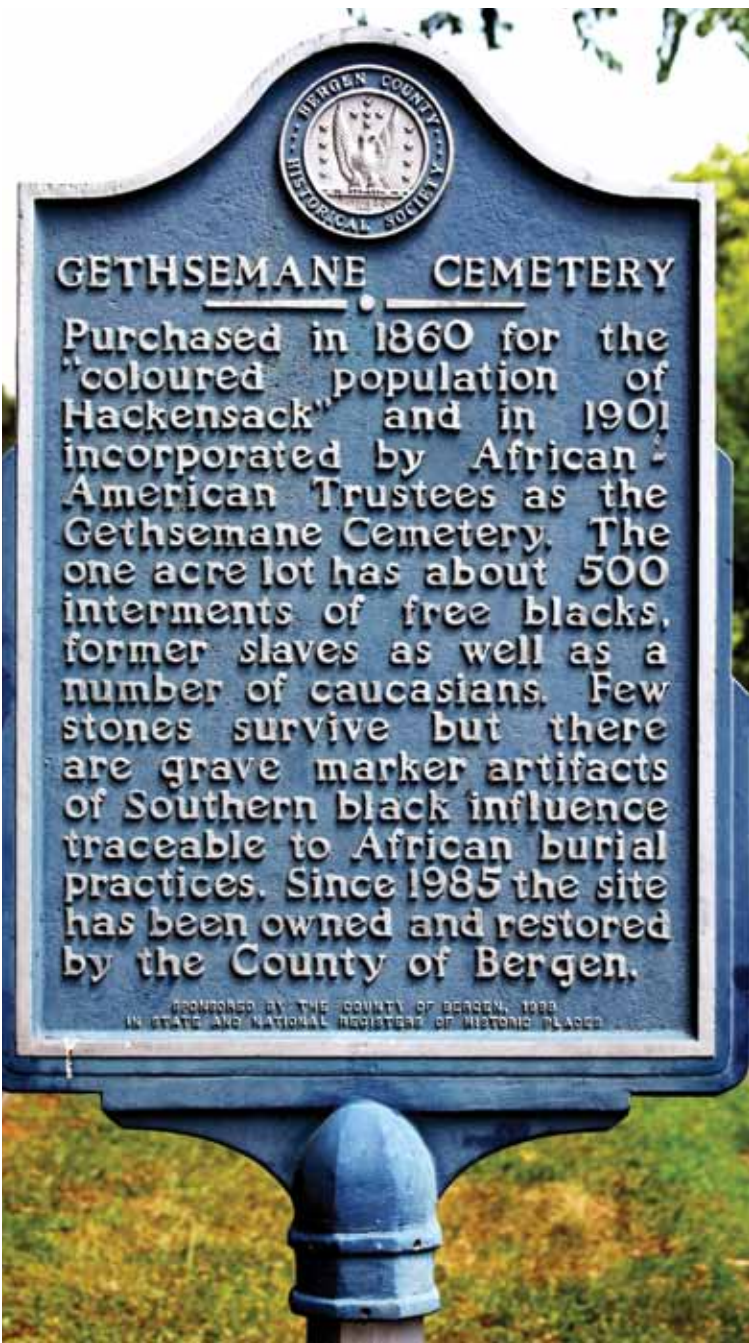 BERGEN COUNTY
HISTORICAL SOCIETY
GETHSEMANE CEMETERY
Purchased in 1860 for the
"coloured population of
Hackensack" and in 1901
incorporated by African-
American Trustees as the
Gethsemane Cemetery. The
one acre lot has about 500
interments of free blacks,
former slaves as well as a
number of caucasians. Few
stones survive but there
are grave marker artifacts
of Southern black influence
traceable to African burial
practices. Since 1985 the site
has been owned and restored
by the County of Bergen.
SPONSORED BY THE COUNTY OF BERGEN,
IN STATE AND NATIONAL REGISTERS OF HISTORIC PLACES